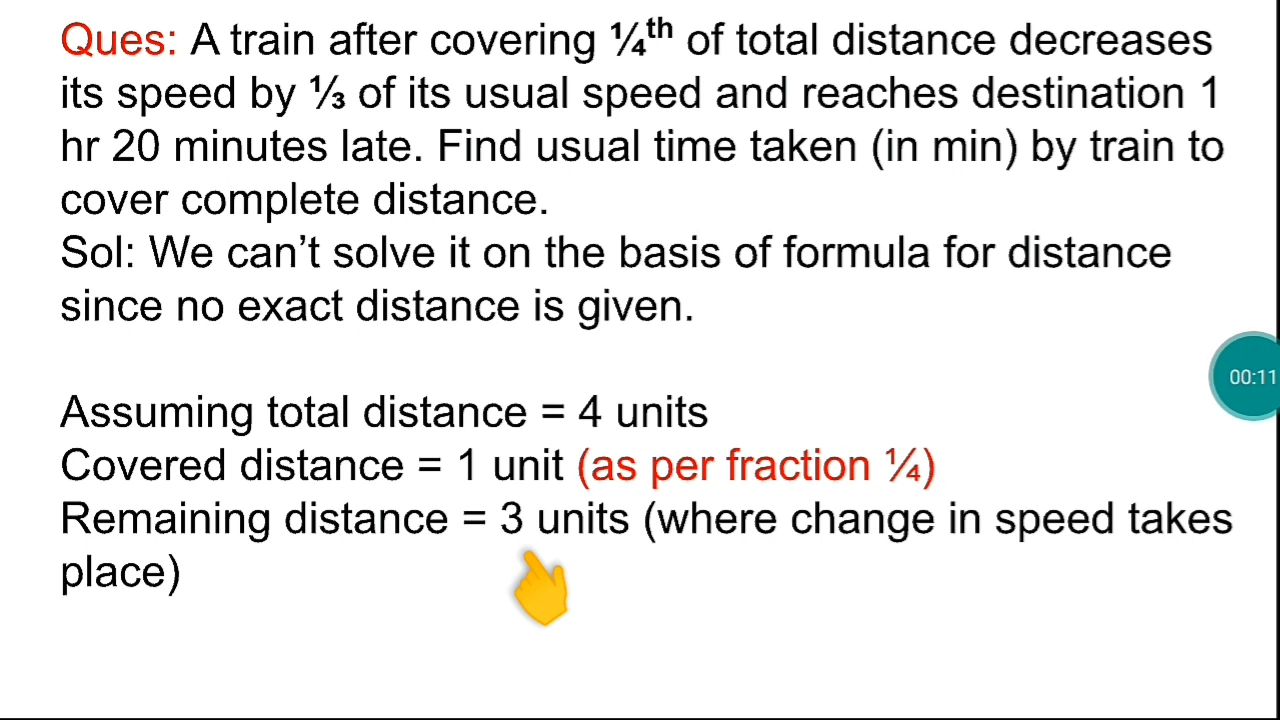 Ques: A train after covering ¼th of total distance decreases
its speed by ⅓ of its usual speed and reaches destination 1
hr 20 minutes late. Find usual time taken (in min) by train to
cover complete distance.
Sol: We can’t solve it on the basis of formula for distance
since no exact distance is given.
00:11
Assuming total distance = 4 units
Covered distance = 1 unit (as per fraction ¼)
Remaining distance = 3 units (where change in speed takes
place)